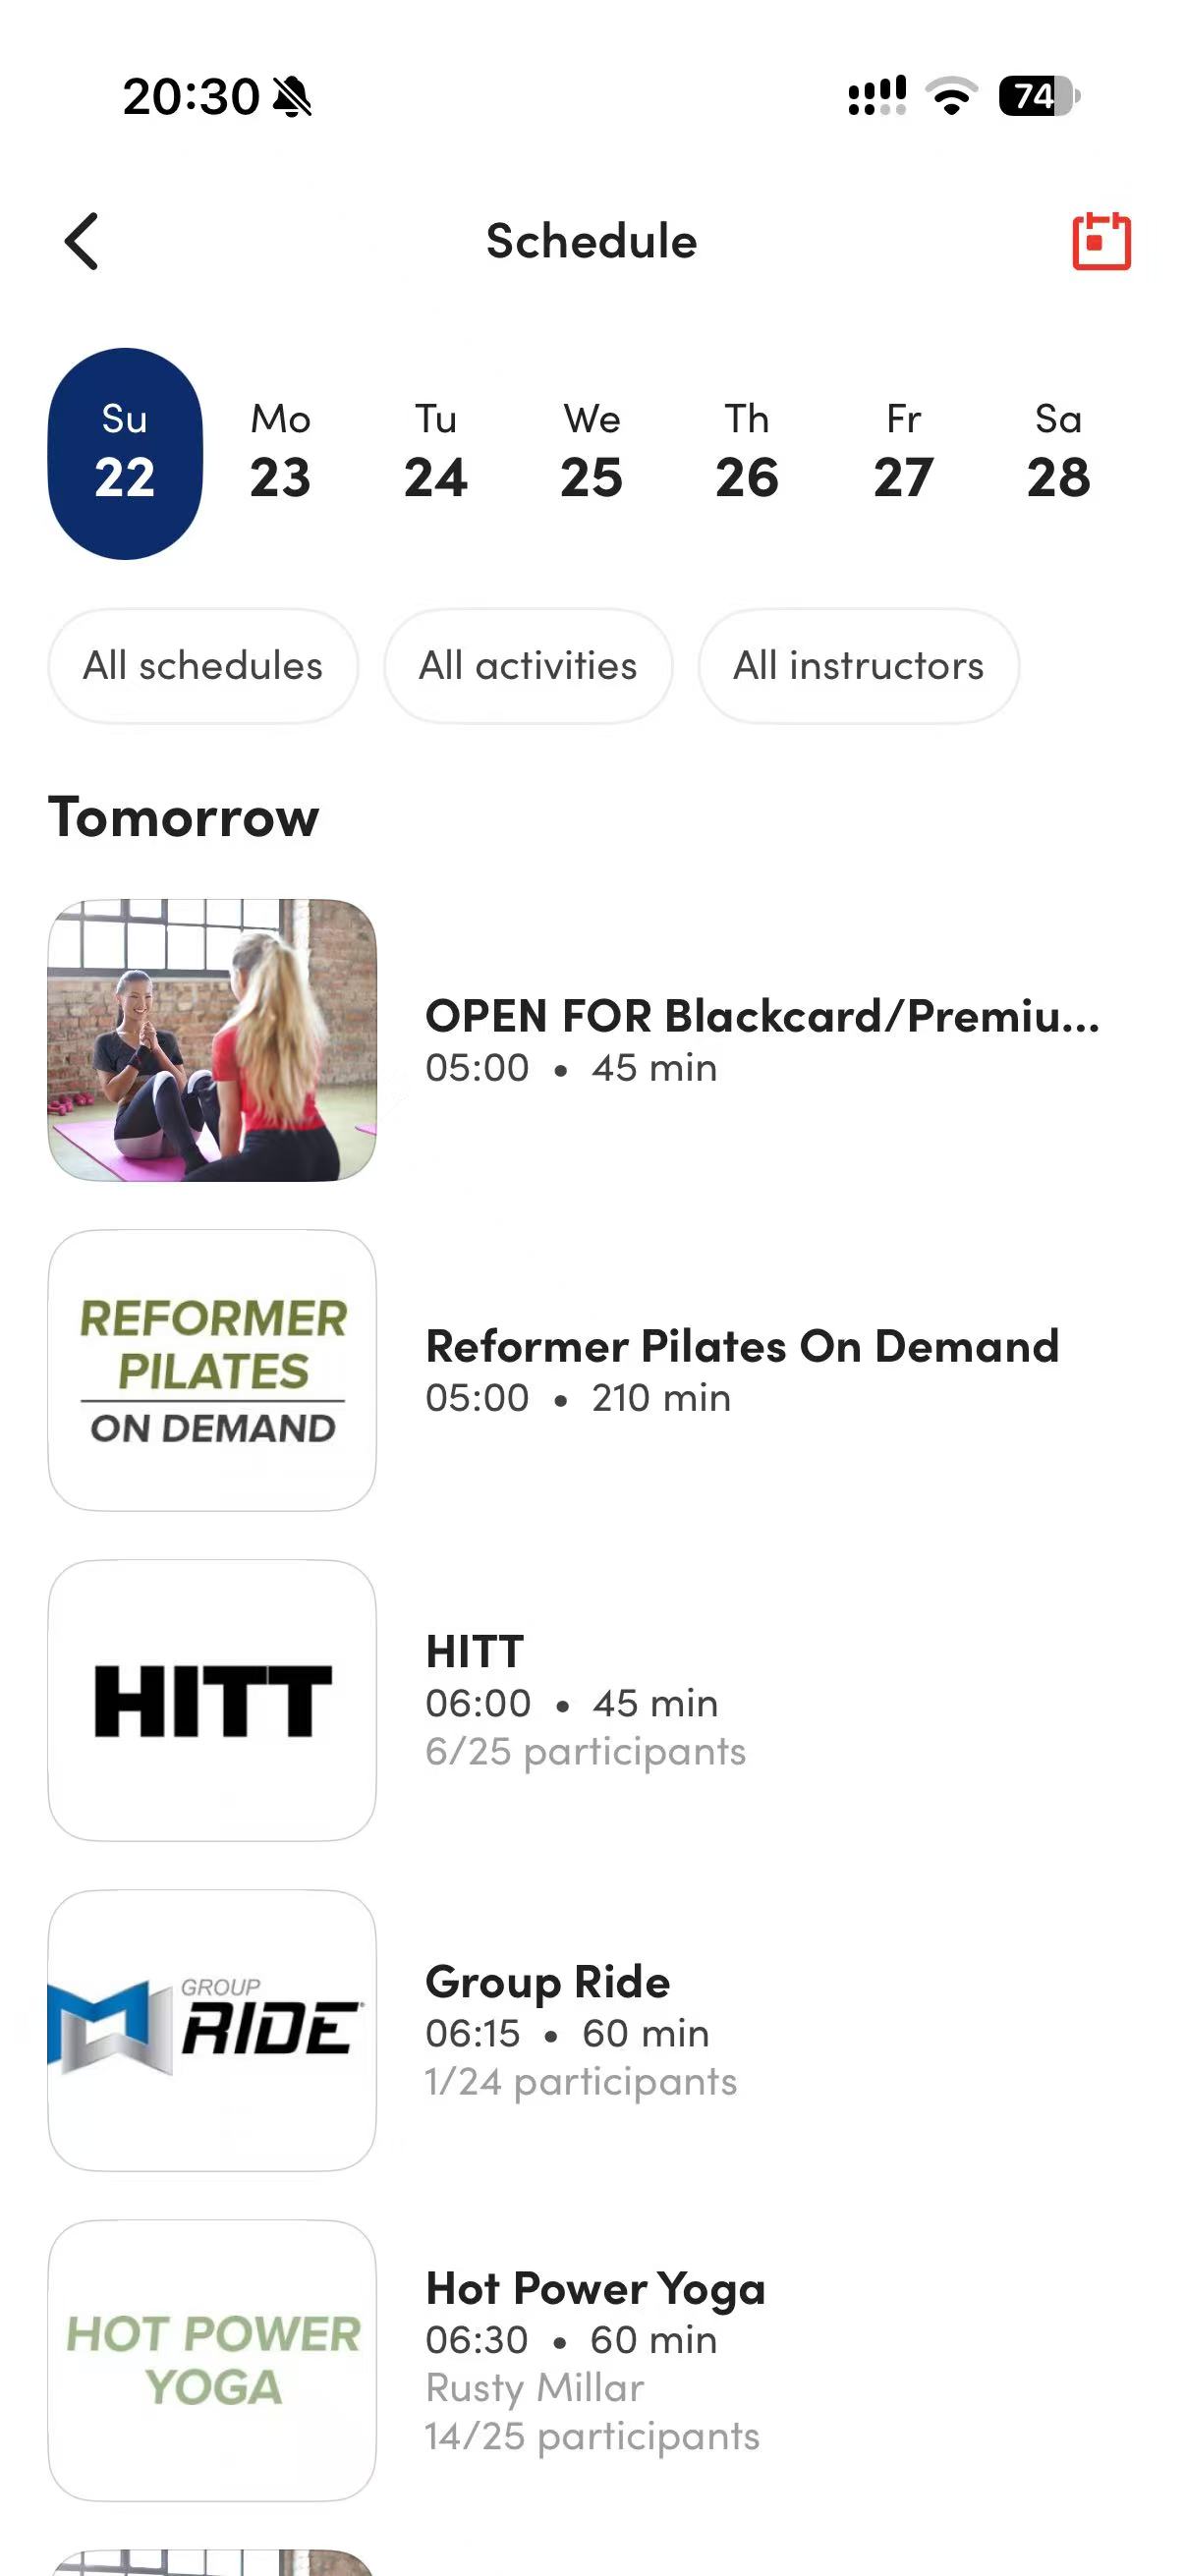 20:30
74
Schedule
Su Mo Tu We Th Fr Sa
22 23 24 25 26 27 28
All schedules All activities All instructors
Tomorrow
OPEN FOR Blackcard/Premiu...
05:00 • 45 min
REFORMER
PILATES
ON DEMAND
Reformer Pilates On Demand
05:00 • 210 min
HITT
HITT
06:00 • 45 min
6/25 participants
GROUP
RIDE
Group Ride
06:15 • 60 min
1/24 participants
HOT POWER
YOGA
Hot Power Yoga
06:30 • 60 min
Rusty Millar
14/25 participants